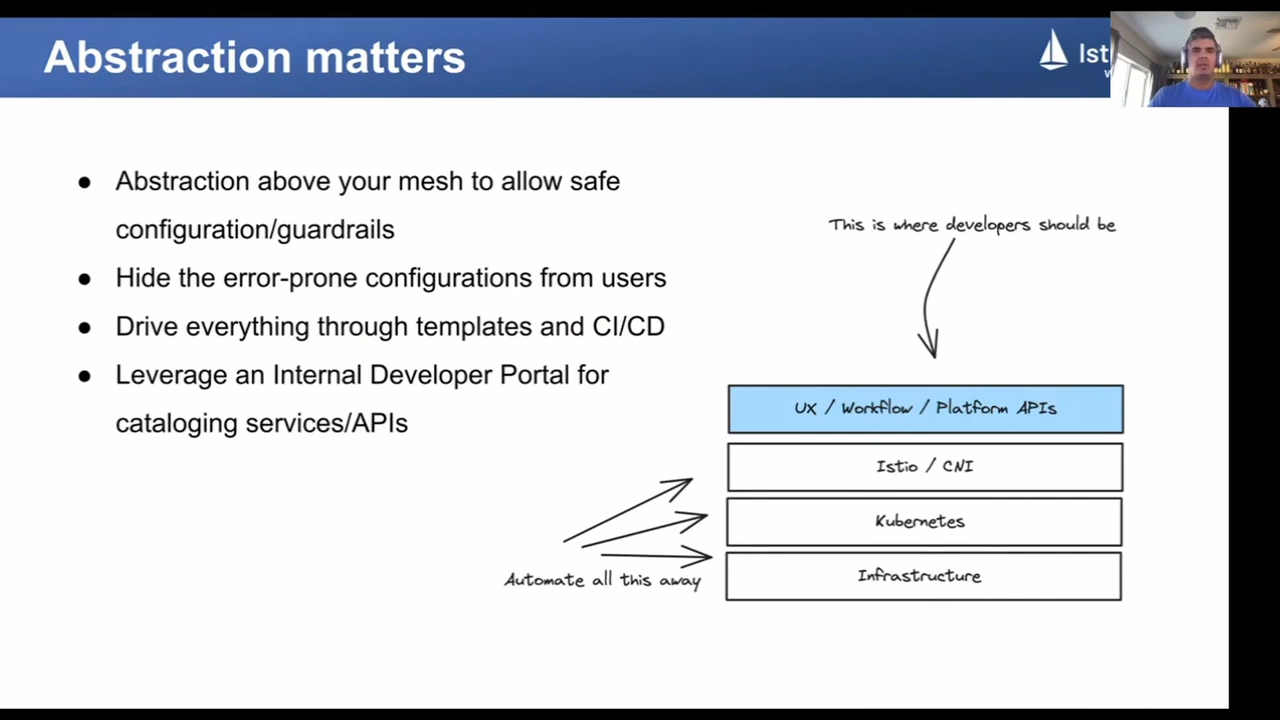 Abstraction matters
Ist
● Abstraction above your mesh to allow safe
configuration/guardrails
● Hide the error-prone configurations from users
● Drive everything through templates and CI/CD
● Leverage an Internal Developer Portal for
cataloging services/APIs
This is where developers should be
UX / Workflow / Platform APIs
Istio / CNI
Kubernetes
Infrastructure
Automate all this away